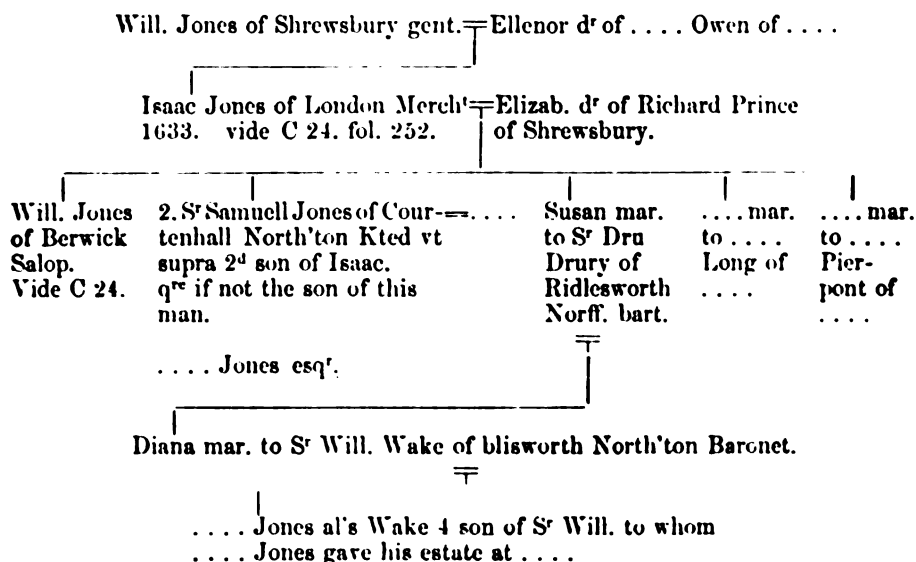 Will. Jones of Shrewsbury gent.=Ellenor dʳ of . . . . Owen of . . . .
Isaac Jones of London Merchᵗ=Elizab. dʳ of Richard Prince
1633. vide C 24. fol. 252. of Shrewsbury.
Will. Jones
of Berwick
Salop.
Vide C 24.
2. Sʳ Samuell Jones of Cour-=. . . .
tenhall North'ton Kted vt
supra 2ᵈ son of Isaac.
qʳᵉ if not the son of this
man.
Susan mar.
to Sʳ Dru
Drury of
Ridlesworth
Norff. bart.
. . . . mar.
to . . . .
Long of
. . . .
. . . . mar.
to . . . .
Pier-
pont of
. . . .
. . . . Jones esqʳ.
Diana mar. to Sʳ Will. Wake of blisworth North'ton Baronet.
. . . . Jones al's Wake 4 son of Sʳ Will. to whom
. . . . Jones gave his estate at . . . .